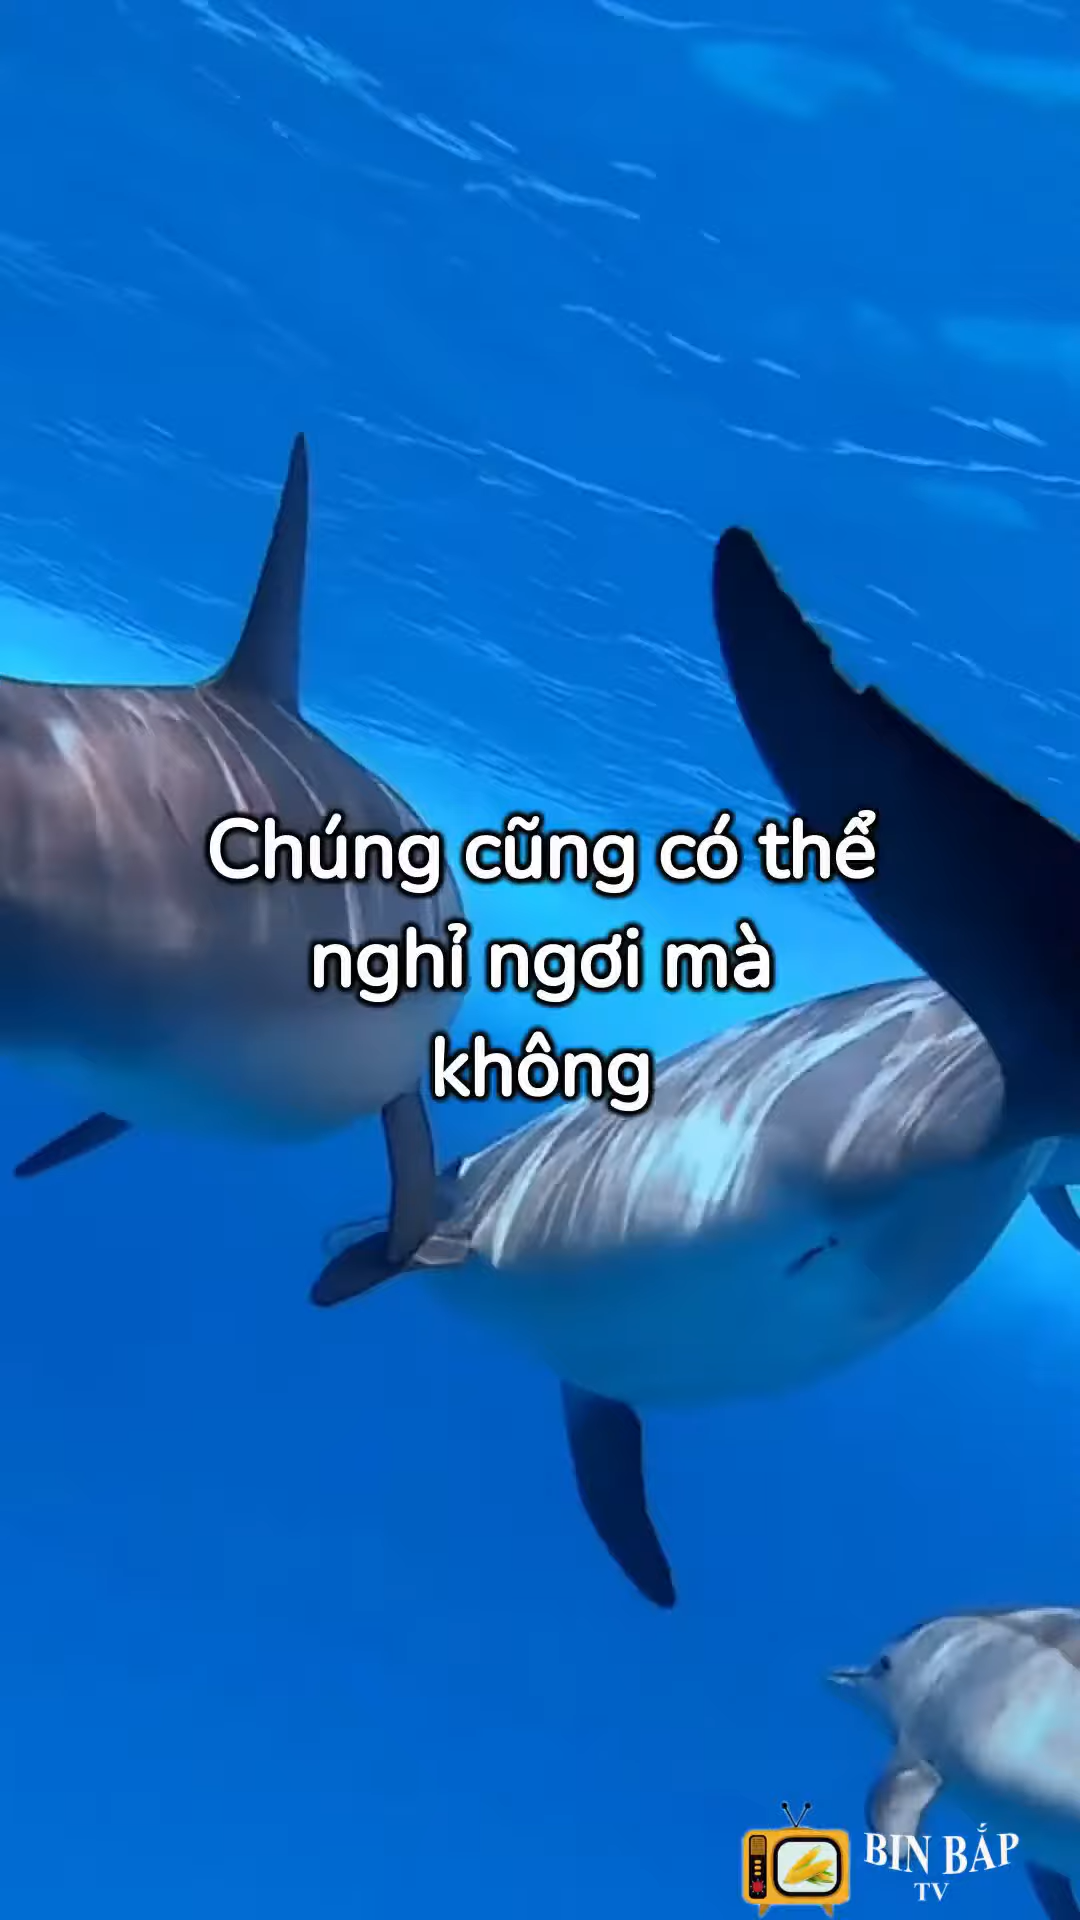 Chúng cũng có thể
nghỉ ngơi mà
không
BIN BẮP
TV